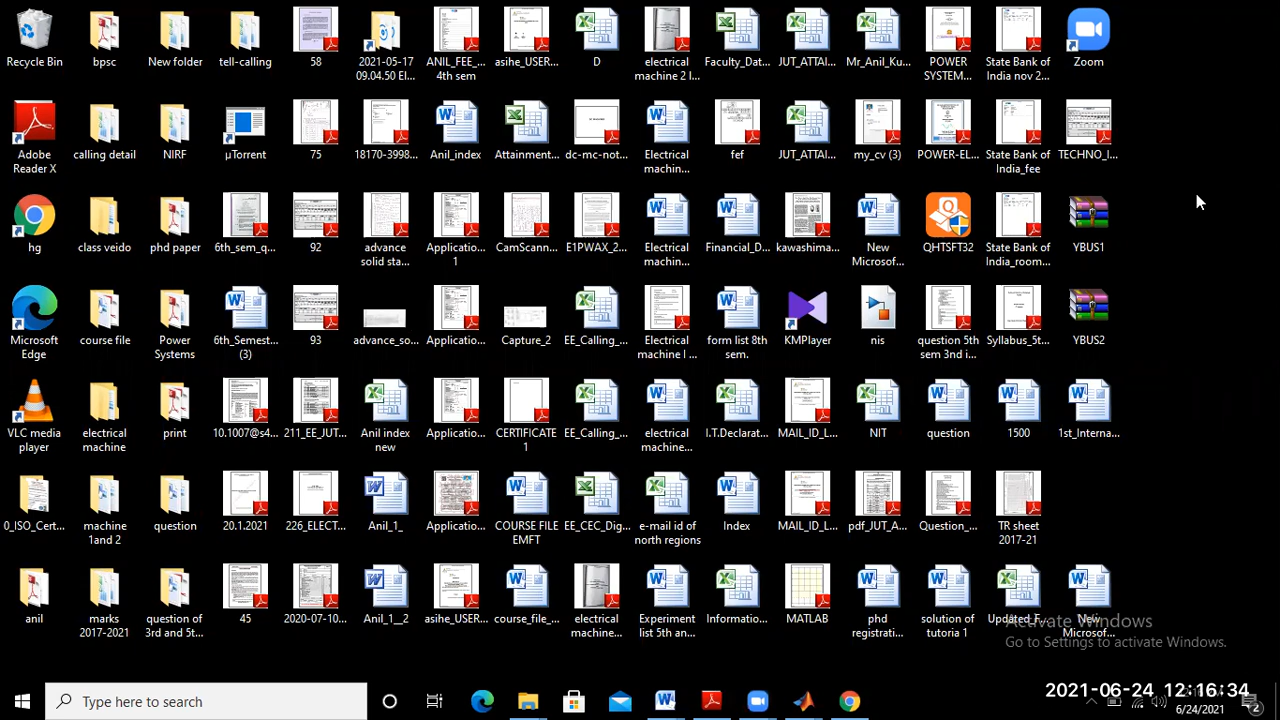 Recycle Bin
bpsc
New folder
tell-calling
58
2021-05-17
09.04.50 El...
ANIL_FEE_...
4th sem
asihe_USER...
D
electrical
machine 2 l...
Faculty_Dat...
JUT_ATTAI...
Mr_Anil_Ku...
POWER
SYSTEM...
State Bank of
India nov 2...
Zoom
Adobe
Reader X
calling detail
NIRF
µTorrent
75
18170-3998...
Anil_index
Attainment...
dc-mc-not...
Electrical
machin...
fef
JUT_ATTAI...
my_cv (3)
POWER-EL...
State Bank of
India_fee
TECHNO_I...
hg
class veido
phd paper
6th_sem_q...
92
advance
solid sta...
Application
1
CamScann...
E1PWAX_2...
Electrical
machin...
Financial_D...
kawashima...
New
Microsof...
QHTSFT32
State Bank of
India_room...
YBUS1
Microsoft
Edge
course file
Power
Systems
6th_Semest...
(3)
93
advance_so...
Applicatio...
Capture_2
EE_Calling_...
Electrical
machine I ...
form list 8th
sem.
KMPlayer
nis
question 5th
sem 3nd i...
Syllabus_5t...
YBUS2
VLC media
player
electrical
machine
print
10.1007@s4...
211_EE_JUT...
Anil index
new
Applicatio...
CERTIFICATE
1
EE_Calling_...
electrical
machine...
I.T.Declarat...
MAIL_ID_L...
NIT
question
1500
1st_Interna...
0_ISO_Cert...
machine
1and 2
question
20.1.2021
226_ELECT...
Anil_1_
Applicatio...
COURSE FILE
EMFT
EE_CEC_Dig...
e-mail id of
north regions
Index
MAIL_ID_L...
pdf_JUT_A...
Question_...
TR sheet
2017-21
anil
marks
2017-2021
question of
3rd and 5t...
45
2020-07-10...
Anil_1__2
asihe_USER...
course_file_...
electrical
machine...
Experiment
list 5th an...
Informatio...
MATLAB
phd
registrati...
solution of
tutoria 1
Updated_F...
New
Microsof...
Activate Windows
Go to Settings to activate Windows.
Type here to search
2021-06-24 12:16:34
6/24/2021
2